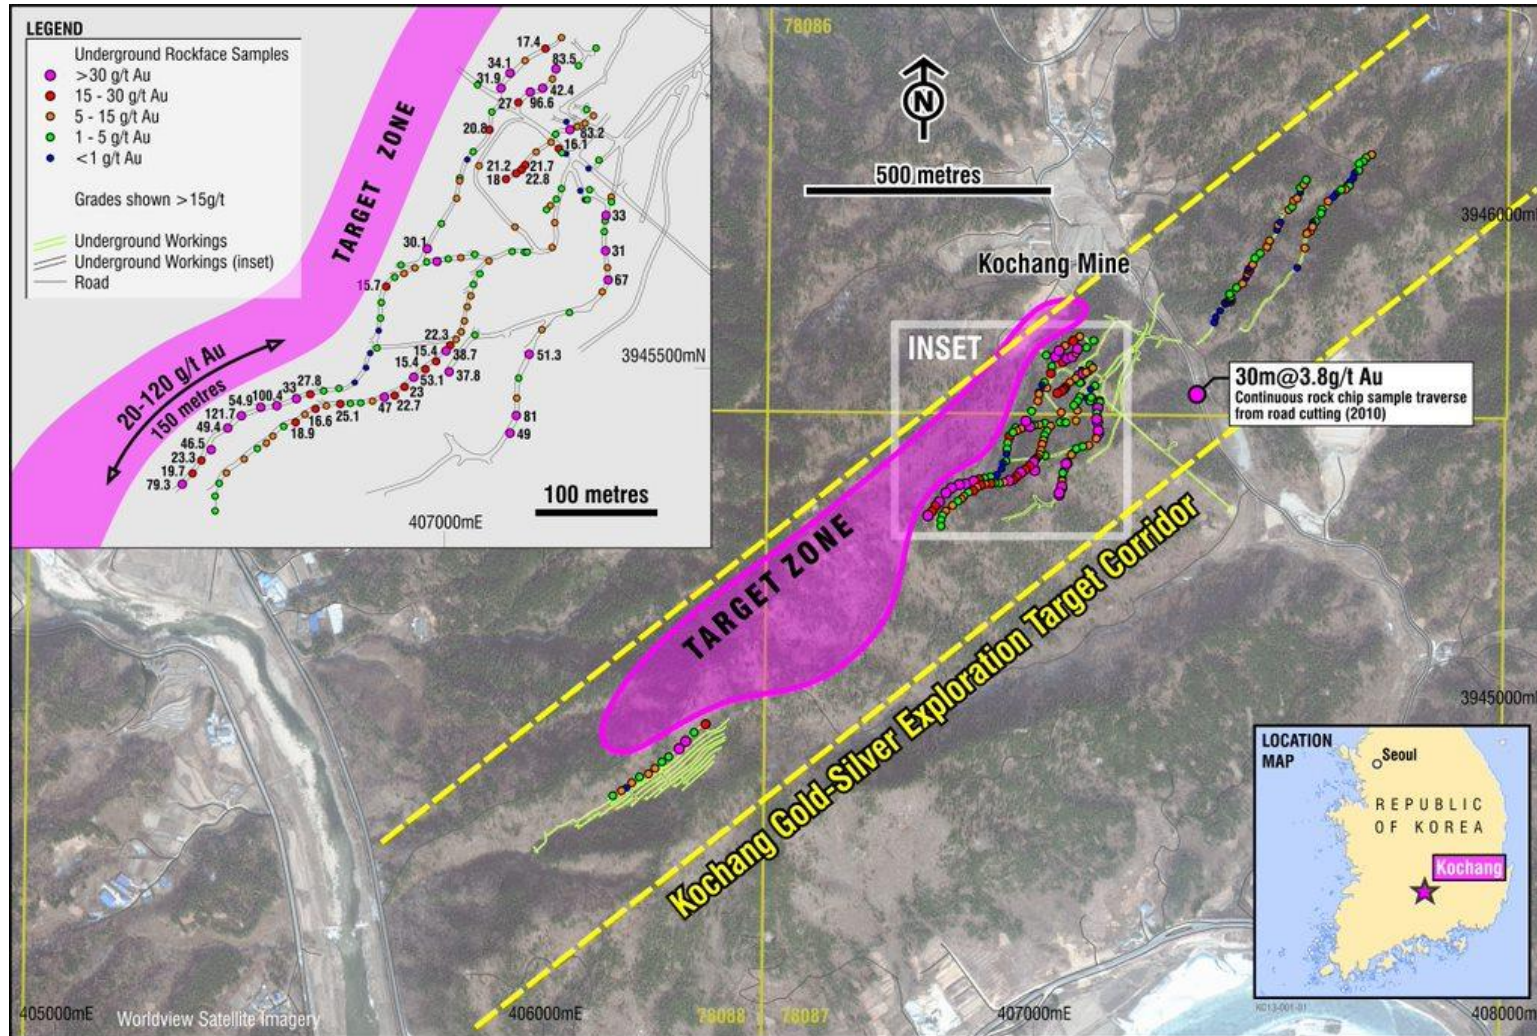 LEGEND
Underground Rockface Samples
>30 g/t Au
15 - 30 g/t Au
5 - 15 g/t Au
1 - 5 g/t Au
<1 g/t Au
Grades shown >15g/t
Underground Workings
Underground Workings (inset)
Road
TARGET ZONE
17.4
83.5
34.1
31.9
42.4
27
96.6
20.8
83.2
16.1
21.2
21.7
18
22.8
33
30.1
31
67
15.7
22.3
15.4
38.7
15.4
51.3
53.1
37.8
27.8
33
23
100.4
54.9
47
22.7
121.7
25.1
16.6
81
49.4
18.9
49
46.5
23.3
19.7
79.3
20-120 g/t Au
150 metres
3945500mN
100 metres
407000mE
78086
N
500 metres
3946000mN
Kochang Mine
INSET
30m@3.8g/t Au
Continuous rock chip sample traverse
from road cutting (2010)
TARGET ZONE
Kochang Gold-Silver Exploration Target Corridor
3945000mN
LOCATION
MAP
Seoul
REPUBLIC
OF KOREA
Kochang
KC13-001-01
405000mE
Worldview Satellite Imagery
406000mE
78088
78087
407000mE
408000m